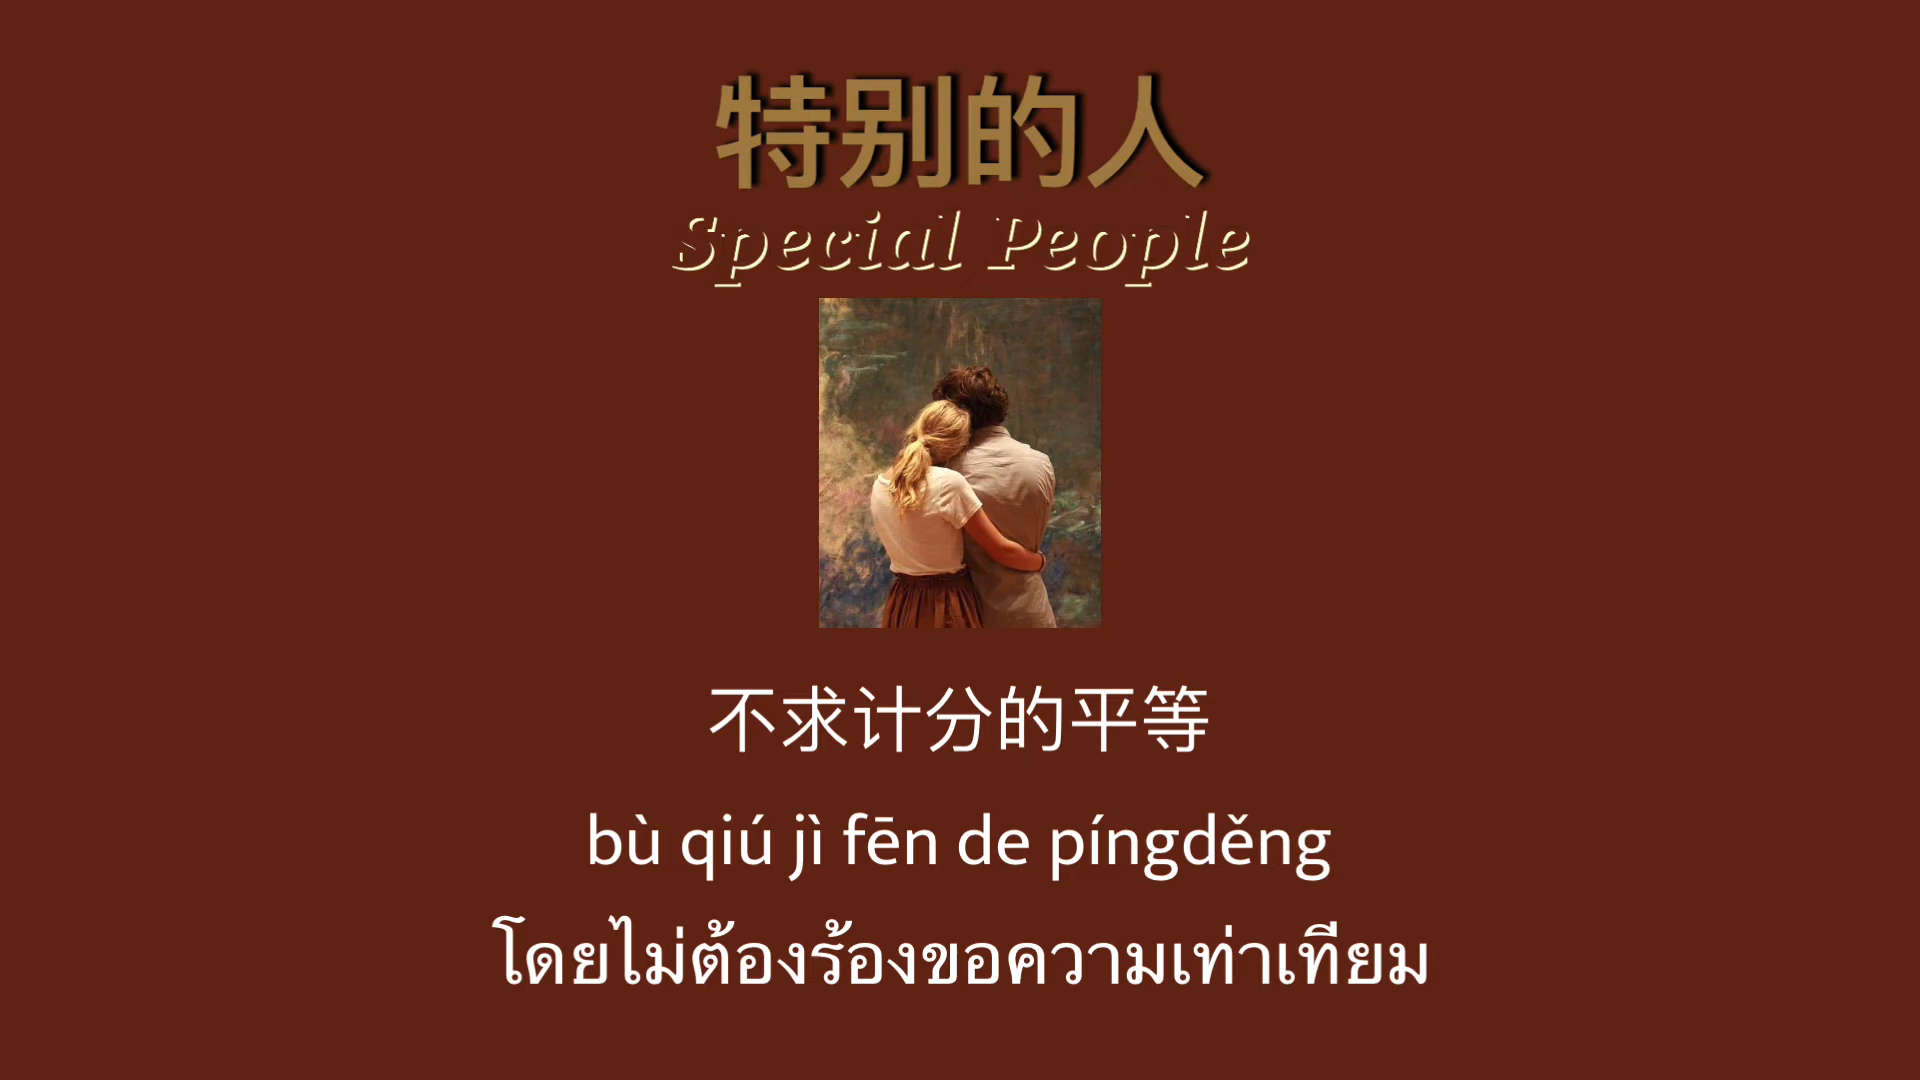 特别的人
Special People
不求计分的平等
bù qiú jì fēn de píngděng
โดยไม่ต้องร้องขอความเท่าเทียม